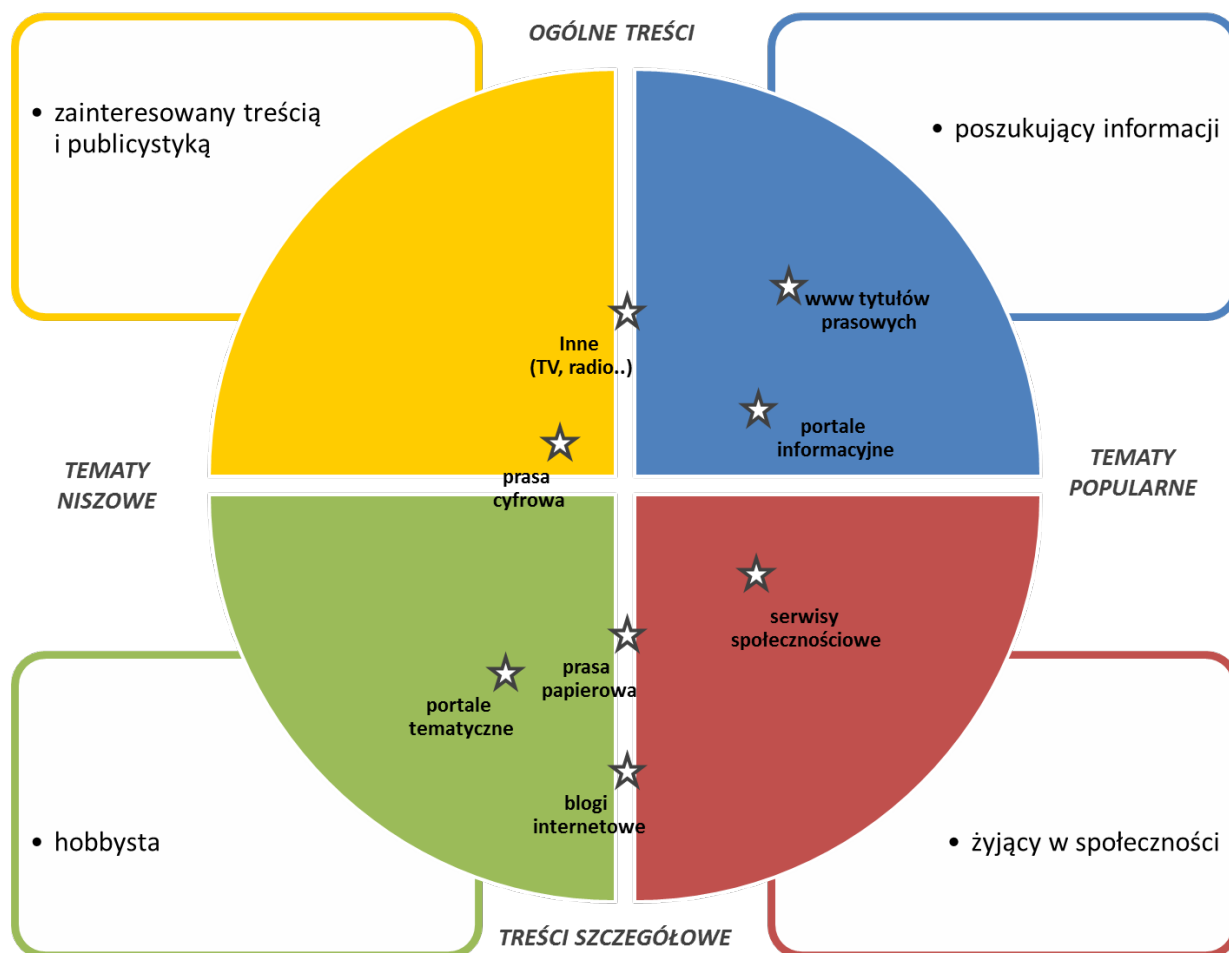 OGÓLNE TREŚCI
• zainteresowany treścią
i publicystyką
• poszukujący informacji
www tytułów
prasowych
Inne
(TV, radio..)
portale
informacyjne
prasa
cyfrowa
TEMATY
NISZOWE
TEMATY
POPULARNE
serwisy
społecznościowe
prasa
papierowa
portale
tematyczne
blogi
internetowe
• hobbysta
• żyjący w społeczności
TREŚCI SZCZEGÓŁOWE